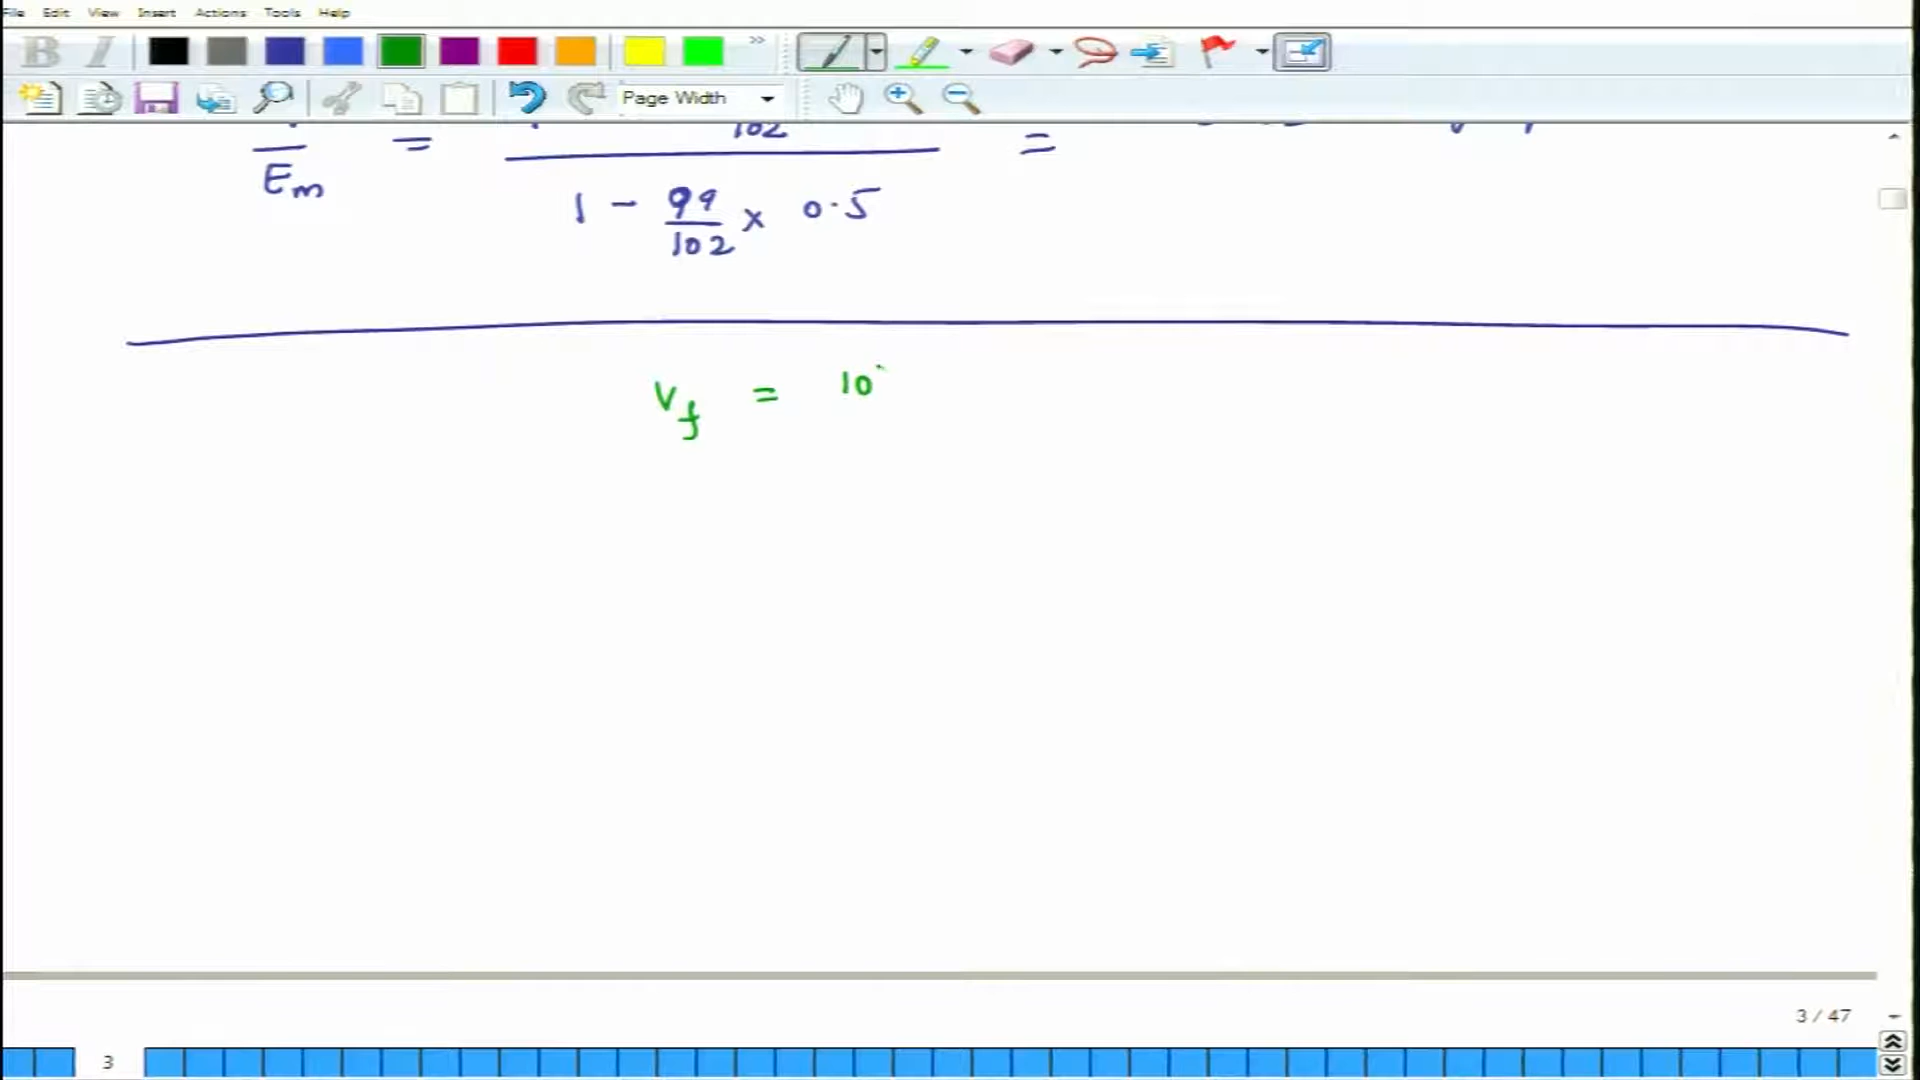 File Edit View Insert Actions Tools Help
B I
Page Width
102
Em = =
1 - 99/102 x 0.5
Vf = 10
3 / 47
3